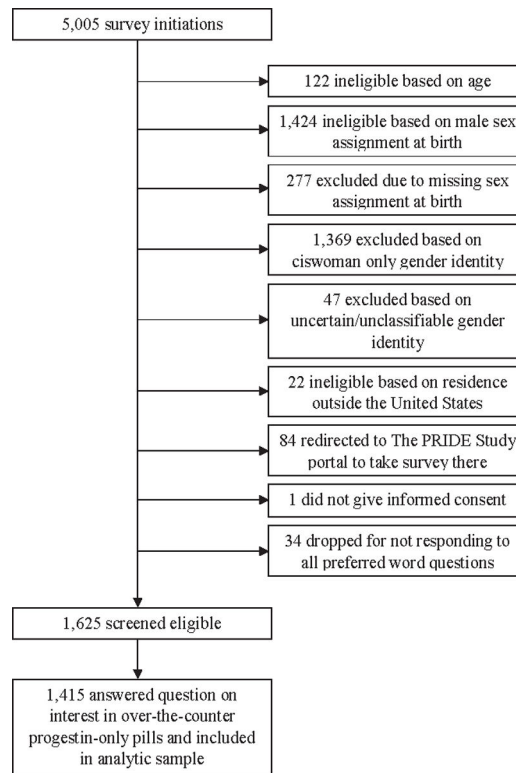 5,005 survey initiations
122 ineligible based on age
1,424 ineligible based on male sex
assignment at birth
277 excluded due to missing sex
assignment at birth
1,369 excluded based on
ciswoman only gender identity
47 excluded based on
uncertain/unclassifiable gender
identity
22 ineligible based on residence
outside the United States
84 redirected to The PRIDE Study
portal to take survey there
1 did not give informed consent
34 dropped for not responding to
all preferred word questions
1,625 screened eligible
1,415 answered question on
interest in over-the-counter
progestin-only pills and included
in analytic sample